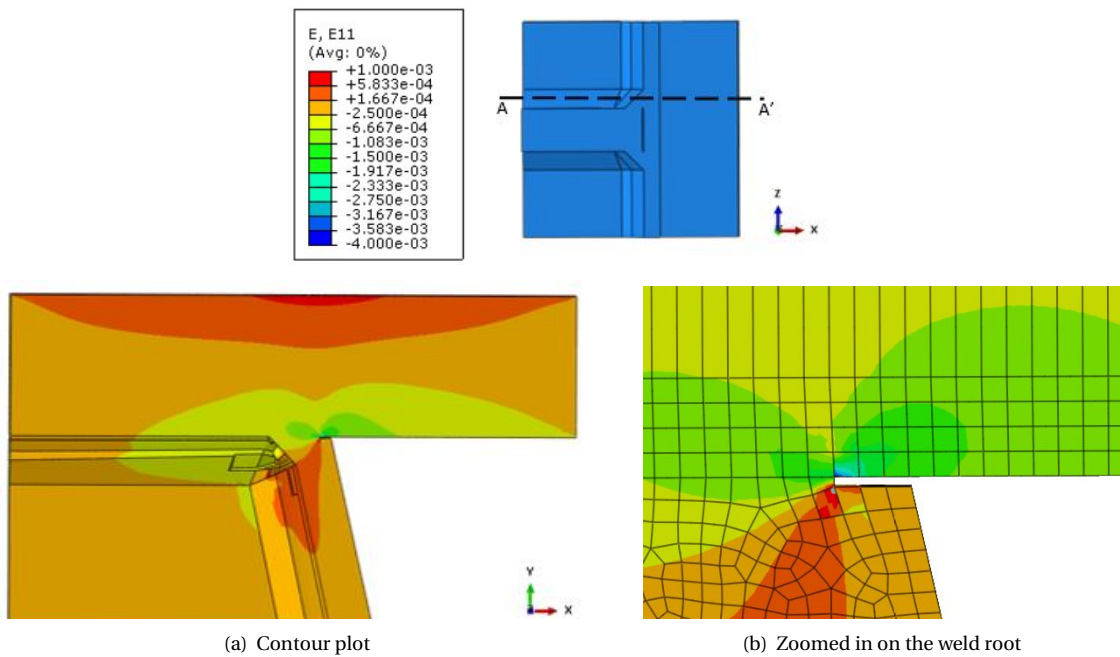 E, E11
(Avg: 0%)
+1.000e-03
+5.833e-04
+1.667e-04
-2.500e-04
-6.667e-04
-1.083e-03
-1.500e-03
-1.917e-03
-2.333e-03
-2.750e-03
-3.167e-03
-3.583e-03
-4.000e-03
A
A'
z
x
Y
X
(a) Contour plot
(b) Zoomed in on the weld root